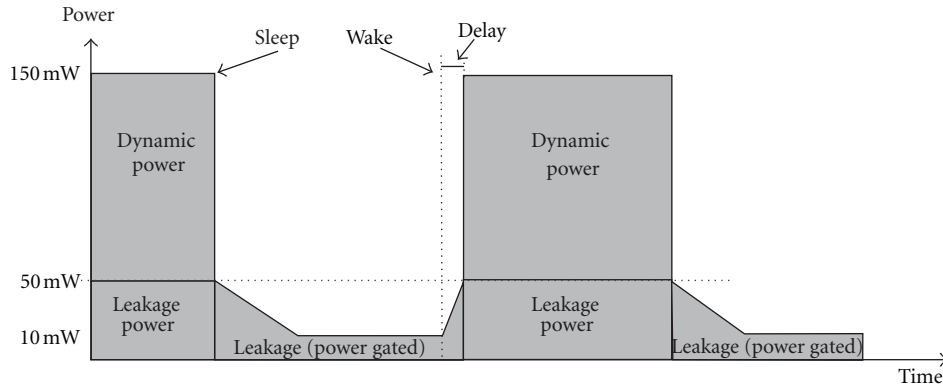 Power
Sleep
Wake
Delay
150 mW
Dynamic
power
Dynamic
power
50 mW
Leakage
power
Leakage
power
10 mW
Leakage (power gated)
Leakage (power gated)
Time